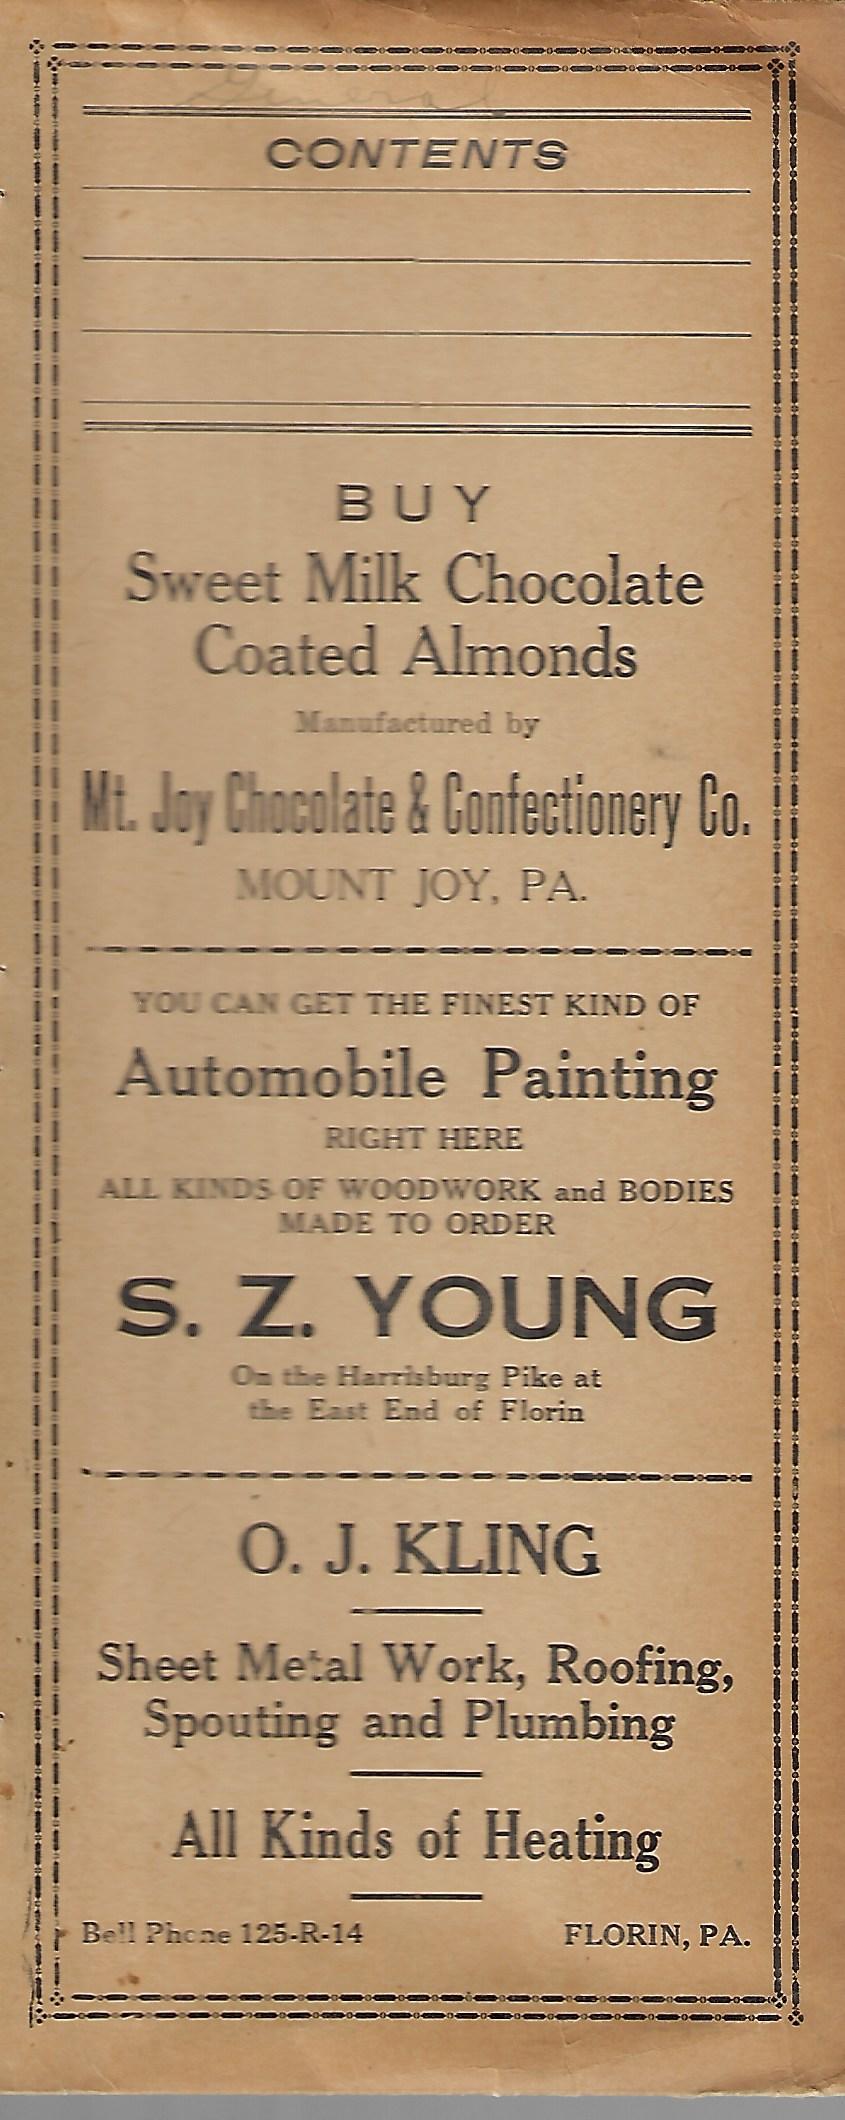 General
CONTENTS
BUY
Sweet Milk Chocolate
Coated Almonds
Manufactured by
Mt. Joy Chocolate & Confectionery Co.
MOUNT JOY, PA.
YOU CAN GET THE FINEST KIND OF
Automobile Painting
RIGHT HERE
ALL KINDS OF WOODWORK and BODIES
MADE TO ORDER
S. Z. YOUNG
On the Harrisburg Pike at
the East End of Florin
O. J. KLING
Sheet Metal Work, Roofing,
Spouting and Plumbing
All Kinds of Heating
Bell Phone 125-R-14 FLORIN, PA.